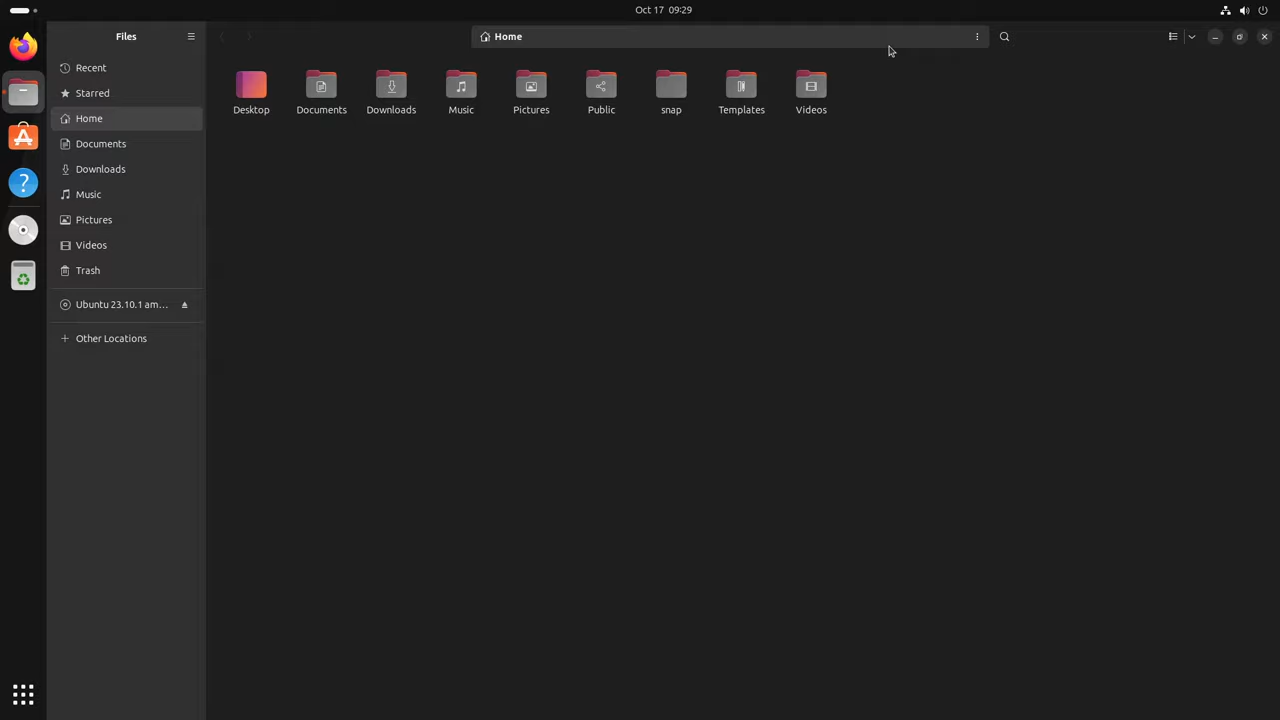 Oct 17 09:29
Files
Home
Recent
Starred
Home
Documents
Downloads
Music
Pictures
Videos
Trash
Ubuntu 23.10.1 am...
Other Locations
Desktop
Documents
Downloads
Music
Pictures
Public
snap
Templates
Videos